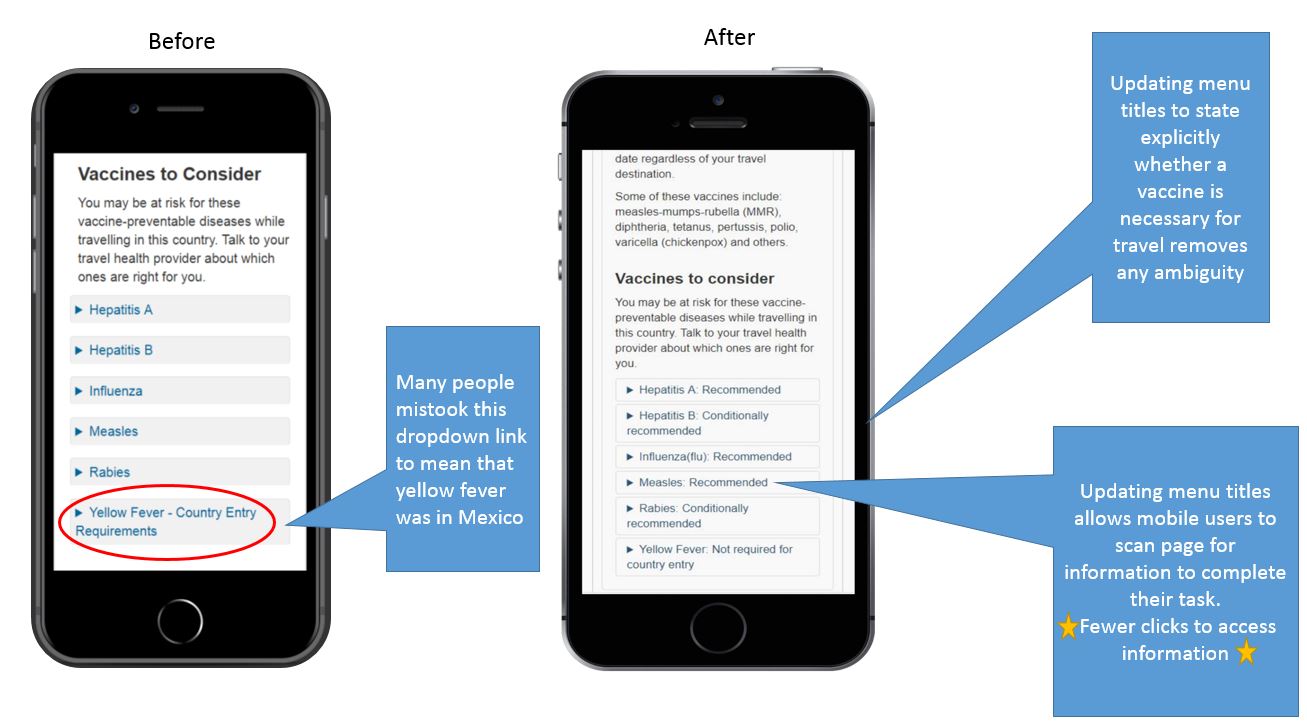 Before
Vaccines to Consider
You may be at risk for these
vaccine-preventable diseases while
travelling in this country. Talk to your
travel health provider about which
ones are right for you.
Hepatitis A
Hepatitis B
Influenza
Measles
Rabies
Yellow Fever - Country Entry
Requirements
Many people
mistook this
dropdown link
to mean that
yellow fever
was in Mexico
After
date regardless of your travel
destination.
Some of these vaccines include:
measles-mumps-rubella (MMR),
diphtheria, tetanus, pertussis, polio,
varicella (chickenpox) and others.
Vaccines to consider
You may be at risk for these vaccine-
preventable diseases while travelling in
this country. Talk to your travel health
provider about which ones are right for
you.
Hepatitis A: Recommended
Hepatitis B: Conditionally
recommended
Influenza(flu): Recommended
Measles: Recommended
Rabies: Conditionally
recommended
Yellow Fever: Not required for
country entry
Updating menu
titles to state
explicitly
whether a
vaccine is
necessary for
travel removes
any ambiguity
Updating menu titles
allows mobile users to
scan page for
information to complete
their task.
Fewer clicks to access
information